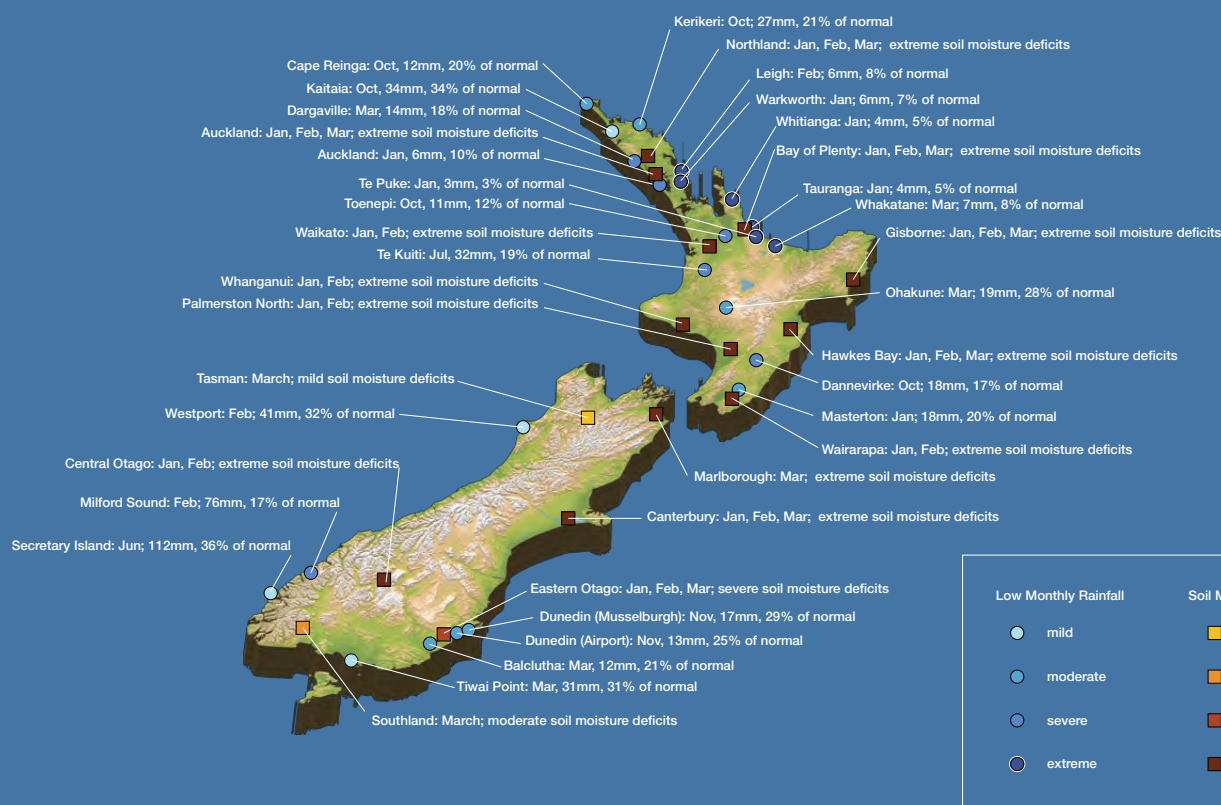 Kerikeri: Oct; 27mm, 21% of normal
Northland: Jan, Feb, Mar; extreme soil moisture deficits
Cape Reinga: Oct, 12mm, 20% of normal
Leigh: Feb; 6mm, 8% of normal
Kaitaia: Oct, 34mm, 34% of normal
Warkworth: Jan; 6mm, 7% of normal
Dargaville: Mar, 14mm, 18% of normal
Whitianga: Jan; 4mm, 5% of normal
Auckland: Jan, Feb, Mar; extreme soil moisture deficits
Bay of Plenty: Jan, Feb, Mar; extreme soil moisture deficits
Auckland: Jan, 6mm, 10% of normal
Te Puke: Jan, 3mm, 3% of normal
Tauranga: Jan; 4mm, 5% of normal
Toenepi: Oct, 11mm, 12% of normal
Whakatane: Mar; 7mm, 8% of normal
Waikato: Jan, Feb; extreme soil moisture deficits
Gisborne: Jan, Feb, Mar; extreme soil moisture deficits
Te Kuiti: Jul, 32mm, 19% of normal
Whanganui: Jan, Feb; extreme soil moisture deficits
Ohakune: Mar; 19mm, 28% of normal
Palmerston North: Jan, Feb; extreme soil moisture deficits
Hawkes Bay: Jan, Feb, Mar; extreme soil moisture deficits
Tasman: March; mild soil moisture deficits
Dannevirke: Oct; 18mm, 17% of normal
Westport: Feb; 41mm, 32% of normal
Masterton: Jan; 18mm, 20% of normal
Wairarapa: Jan, Feb; extreme soil moisture deficits
Central Otago: Jan, Feb; extreme soil moisture deficits
Marlborough: Mar; extreme soil moisture deficits
Milford Sound: Feb; 76mm, 17% of normal
Canterbury: Jan, Feb, Mar; extreme soil moisture deficits
Secretary Island: Jun; 112mm, 36% of normal
Eastern Otago: Jan, Feb, Mar; severe soil moisture deficits
Dunedin (Musselburgh): Nov, 17mm, 29% of normal
Dunedin (Airport): Nov, 13mm, 25% of normal
Balclutha: Mar, 12mm, 21% of normal
Tiwai Point: Mar, 31mm, 31% of normal
Southland: March; moderate soil moisture deficits
Low Monthly Rainfall
Soil
mild
moderate
severe
extreme